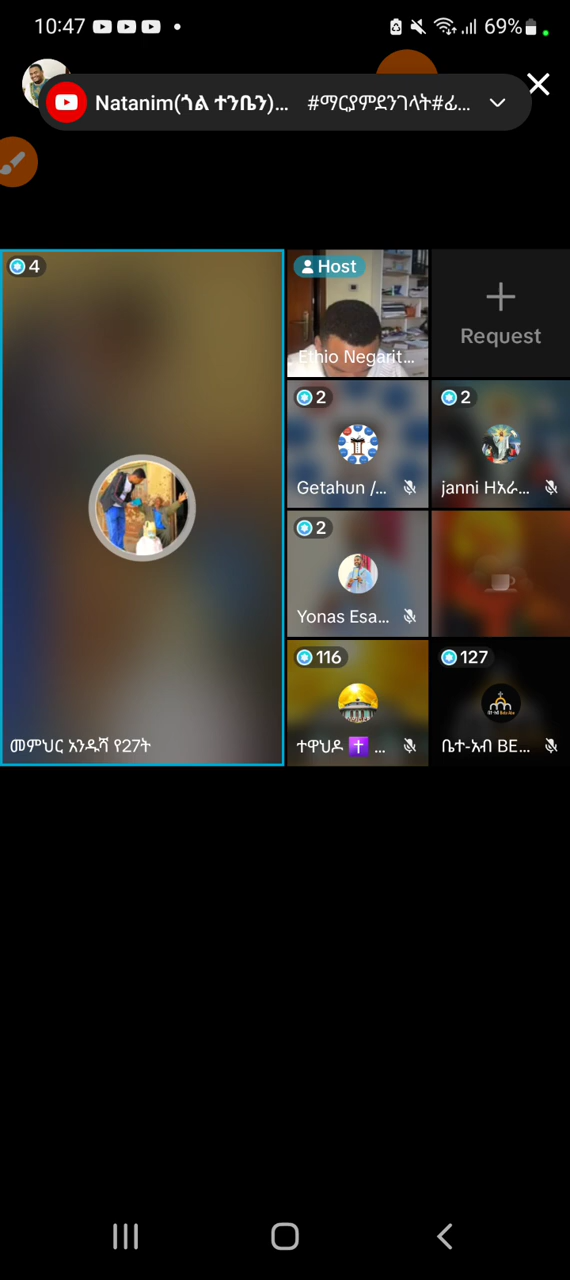 10:47 69%
Natanim(ጎል ተንቤን)... #ማርያምደንገላት#ፊ...
4
Host
Ethio Negarit...
Request
2
Getahun /...
2
janni Hአራ...
2
Yonas Esa...
116
ተዋህዶ ✝️ ...
127
ቤተ-አብ BE...
መምህር አንዱሻ የ27ት